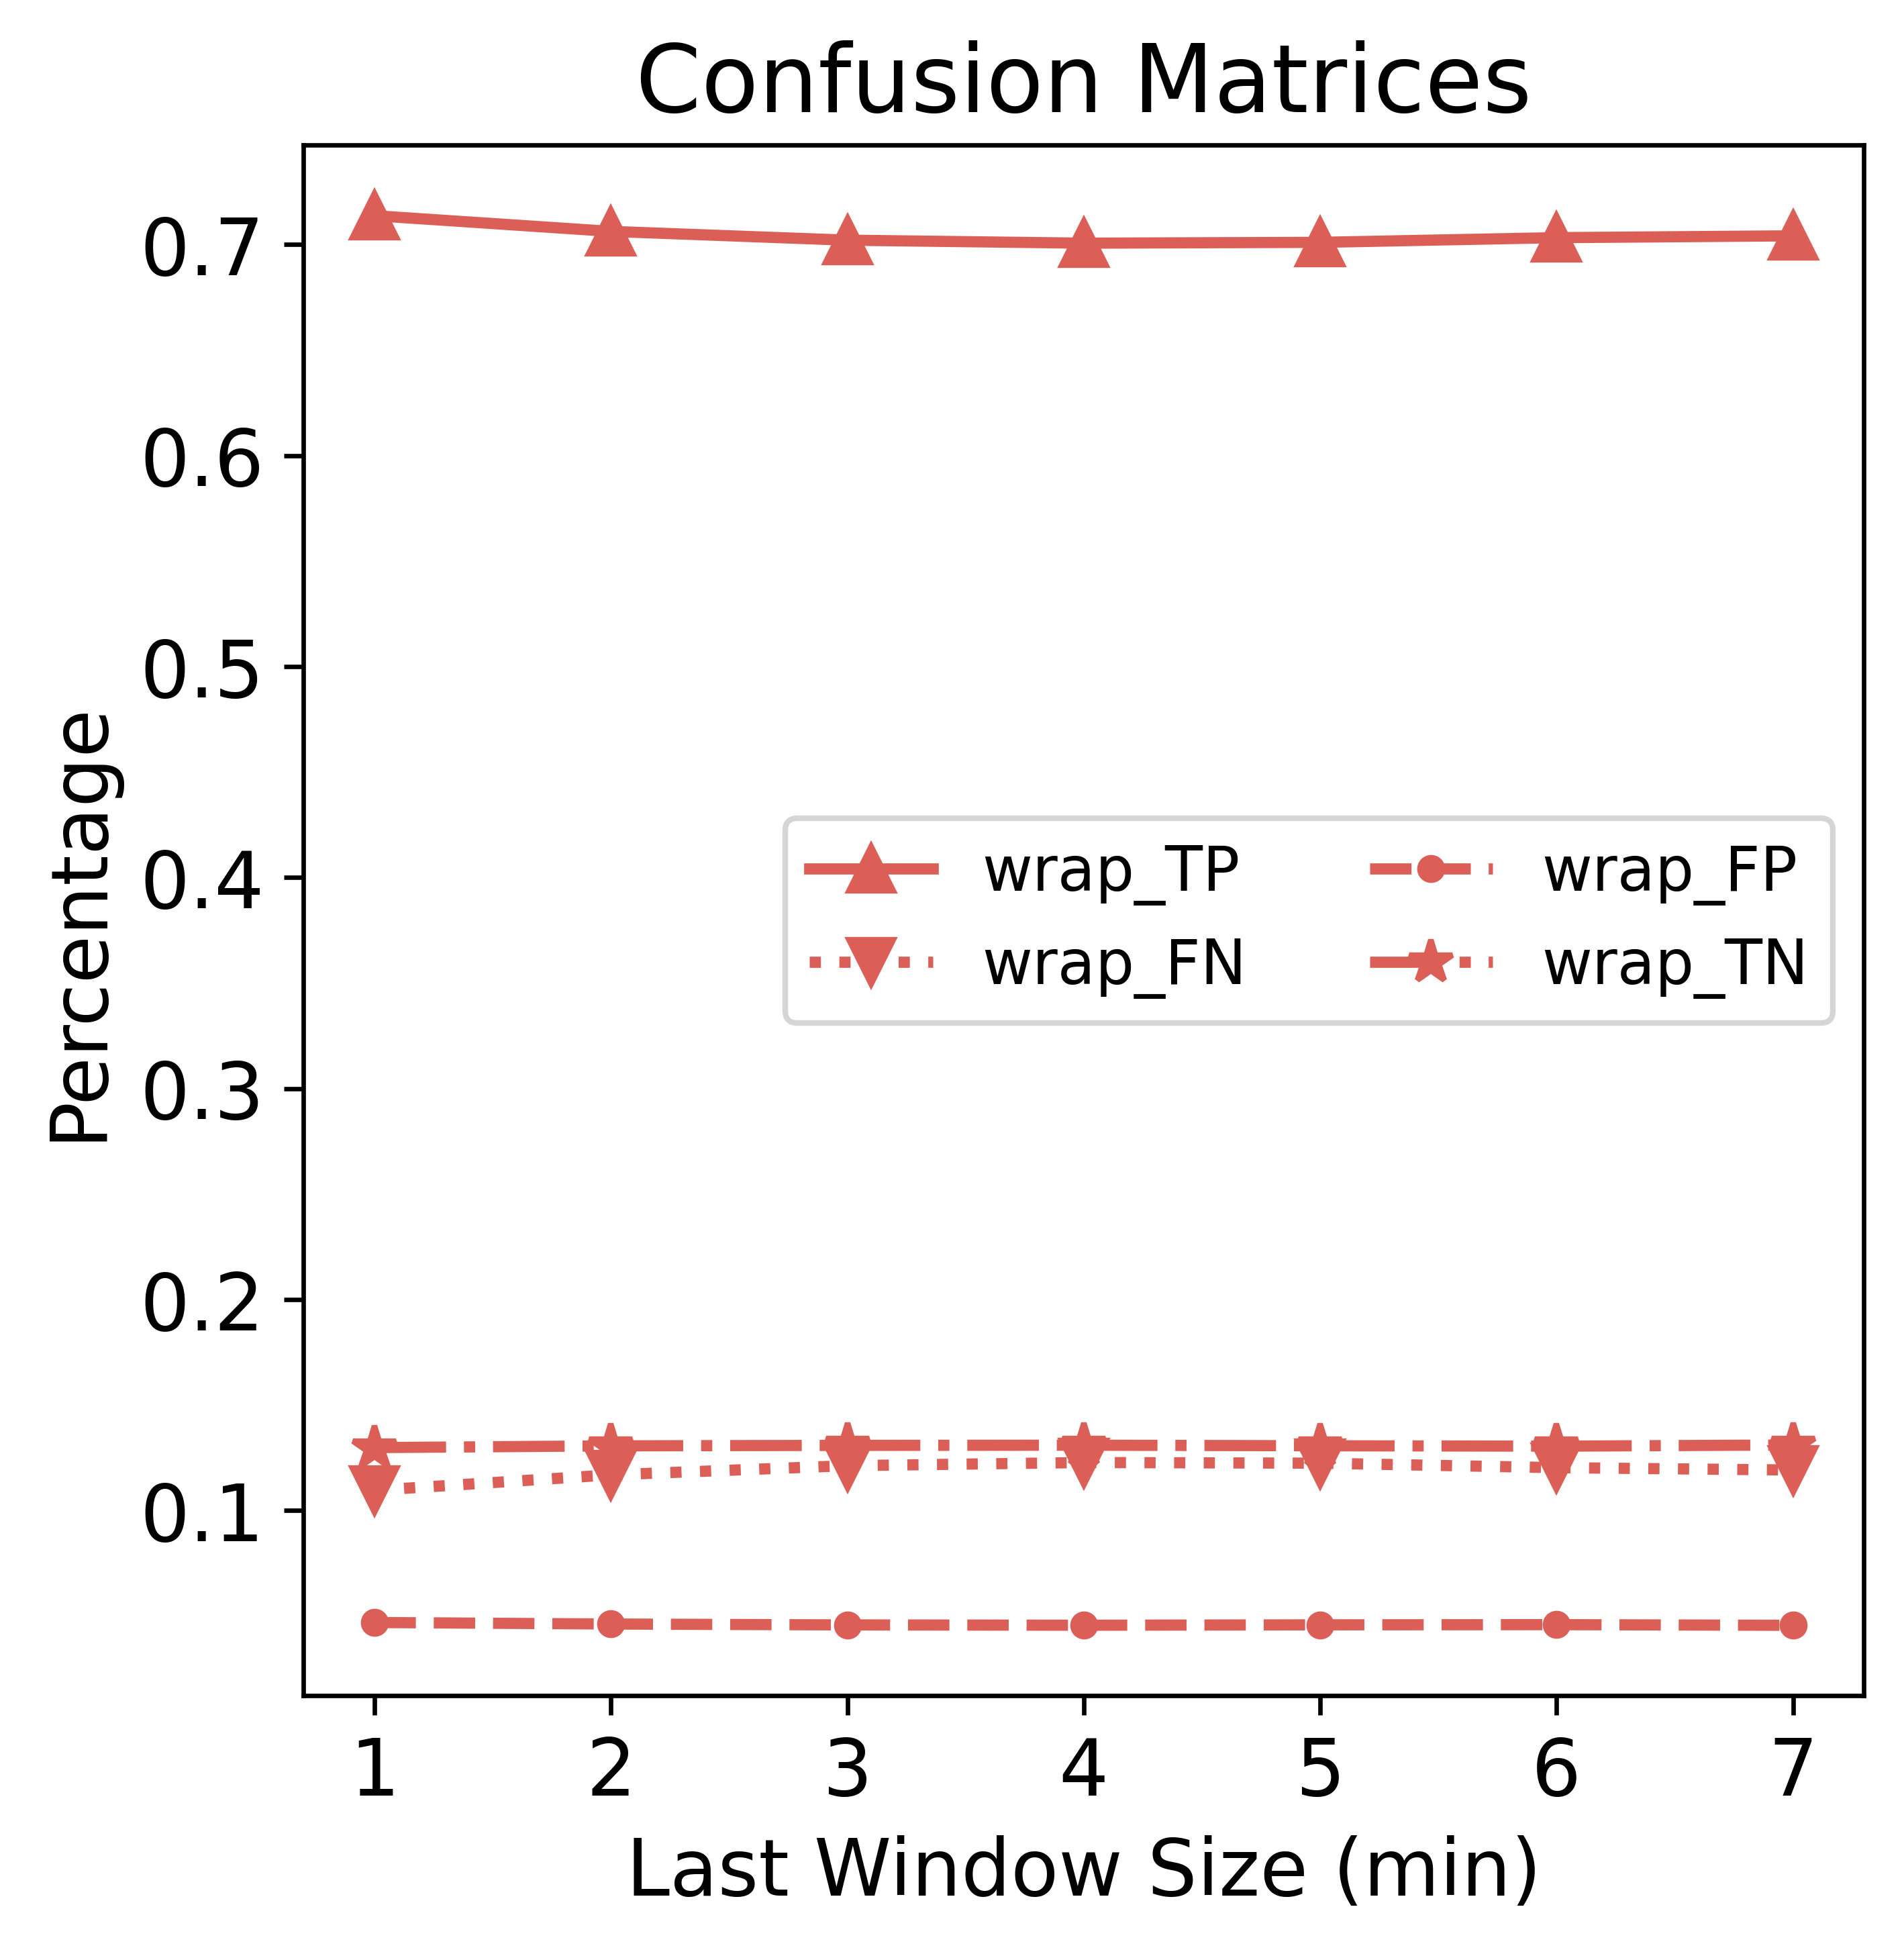 Confusion Matrices
Percentage
0.7
0.6
0.5
0.4
0.3
0.2
0.1
wrap_TP
wrap_FN
wrap_FP
wrap_TN
1 2 3 4 5 6 7
Last Window Size (min)